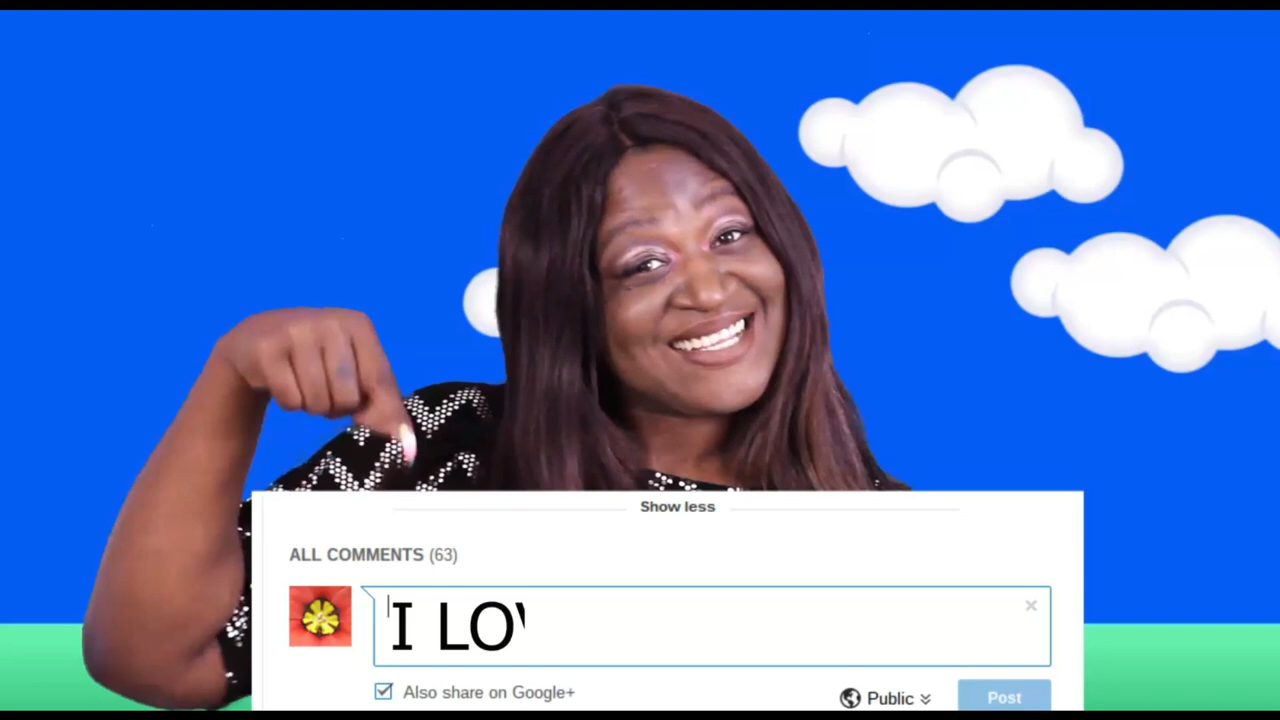 Show less
ALL COMMENTS (63)
I LO
Also share on Google+
Public
Post